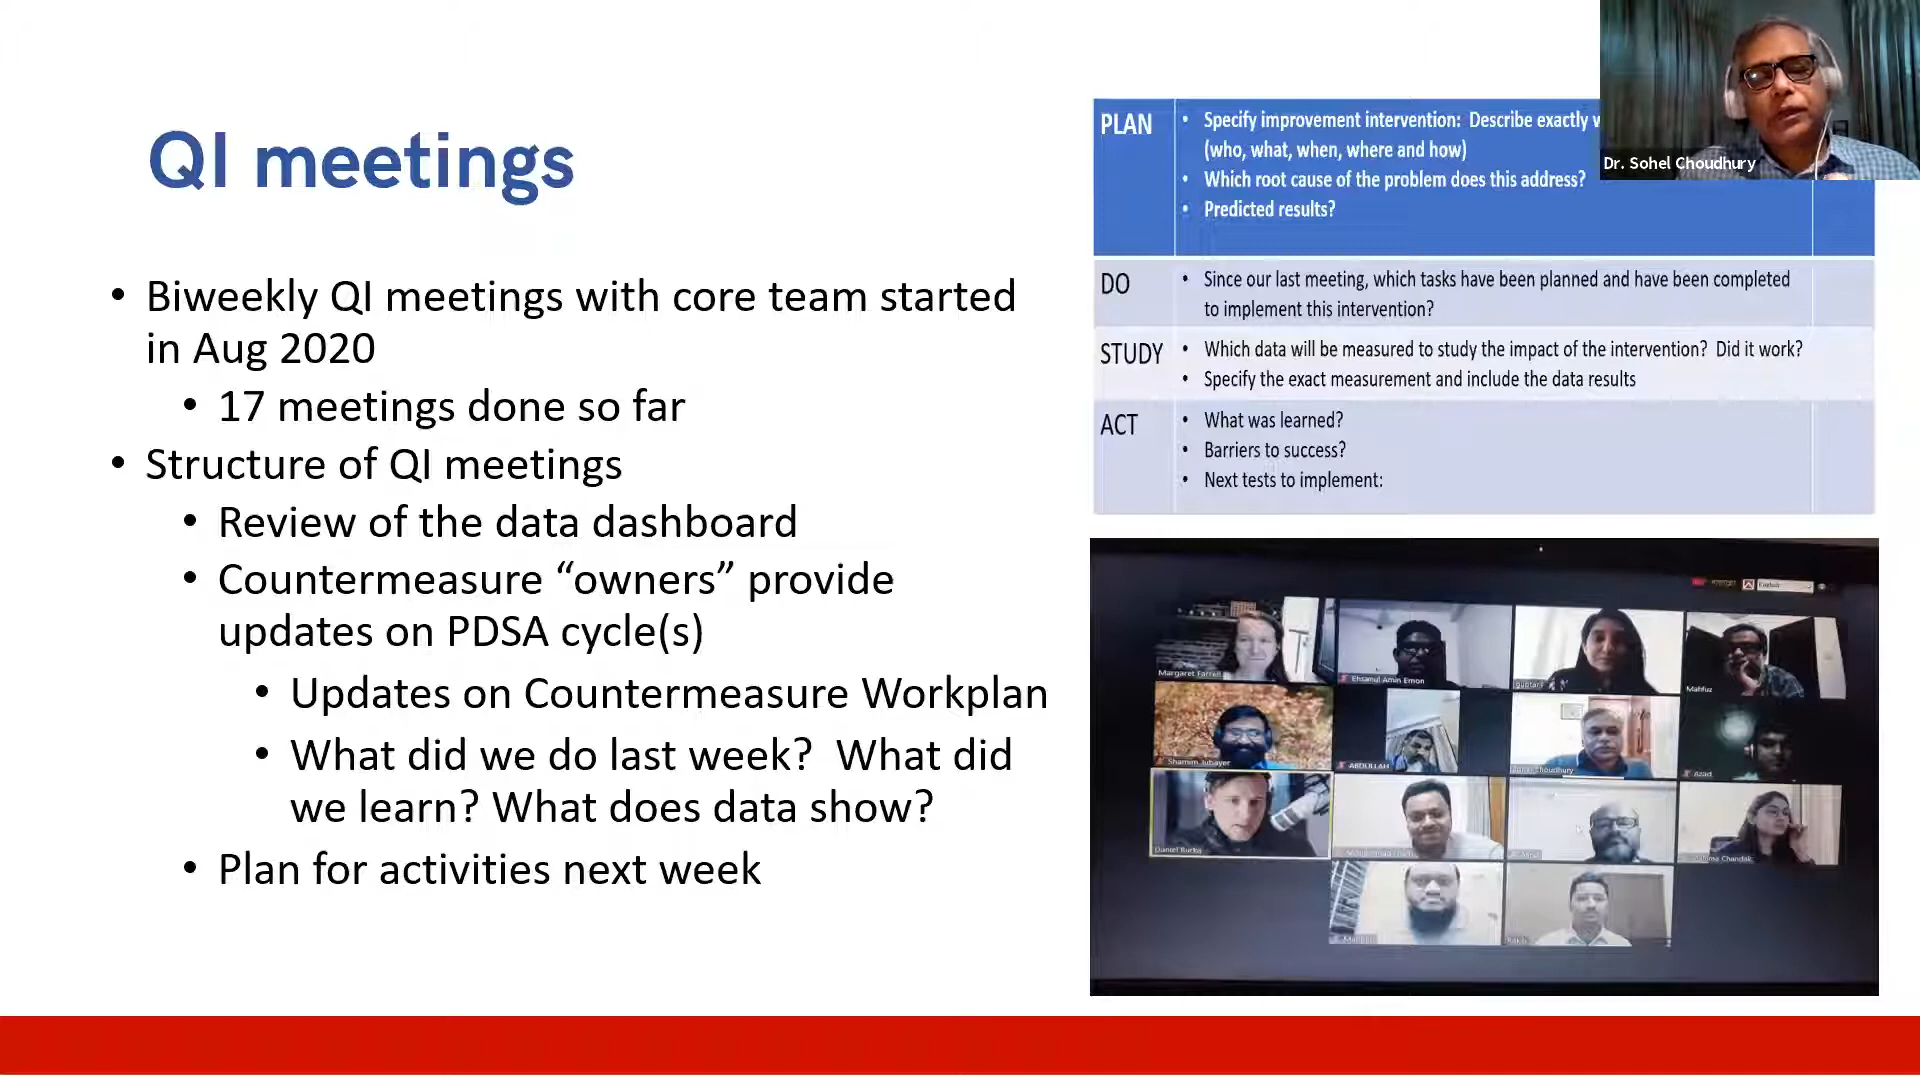 QI meetings
• Biweekly QI meetings with core team started
in Aug 2020
• 17 meetings done so far
• Structure of QI meetings
• Review of the data dashboard
• Countermeasure “owners” provide
updates on PDSA cycle(s)
• Updates on Countermeasure Workplan
• What did we do last week?  What did
we learn? What does data show?
• Plan for activities next week
PLAN
• Specify improvement intervention:  Describe exactly
(who, what, when, where and how)
• Which root cause of the problem does this address?
• Predicted results?
DO
• Since our last meeting, which tasks have been planned and have been completed
to implement this intervention?
STUDY
• Which data will be measured to study the impact of the intervention?  Did it work?
• Specify the exact measurement and include the data results
ACT
• What was learned?
• Barriers to success?
• Next tests to implement:
Dr. Sohel Choudhury
English
Margaret Farrell
Ehsanul Amin Emon
Mahfuz
Shamim Jubayer
ABDULLAH
Choudhury
Azad
Daniel Burka